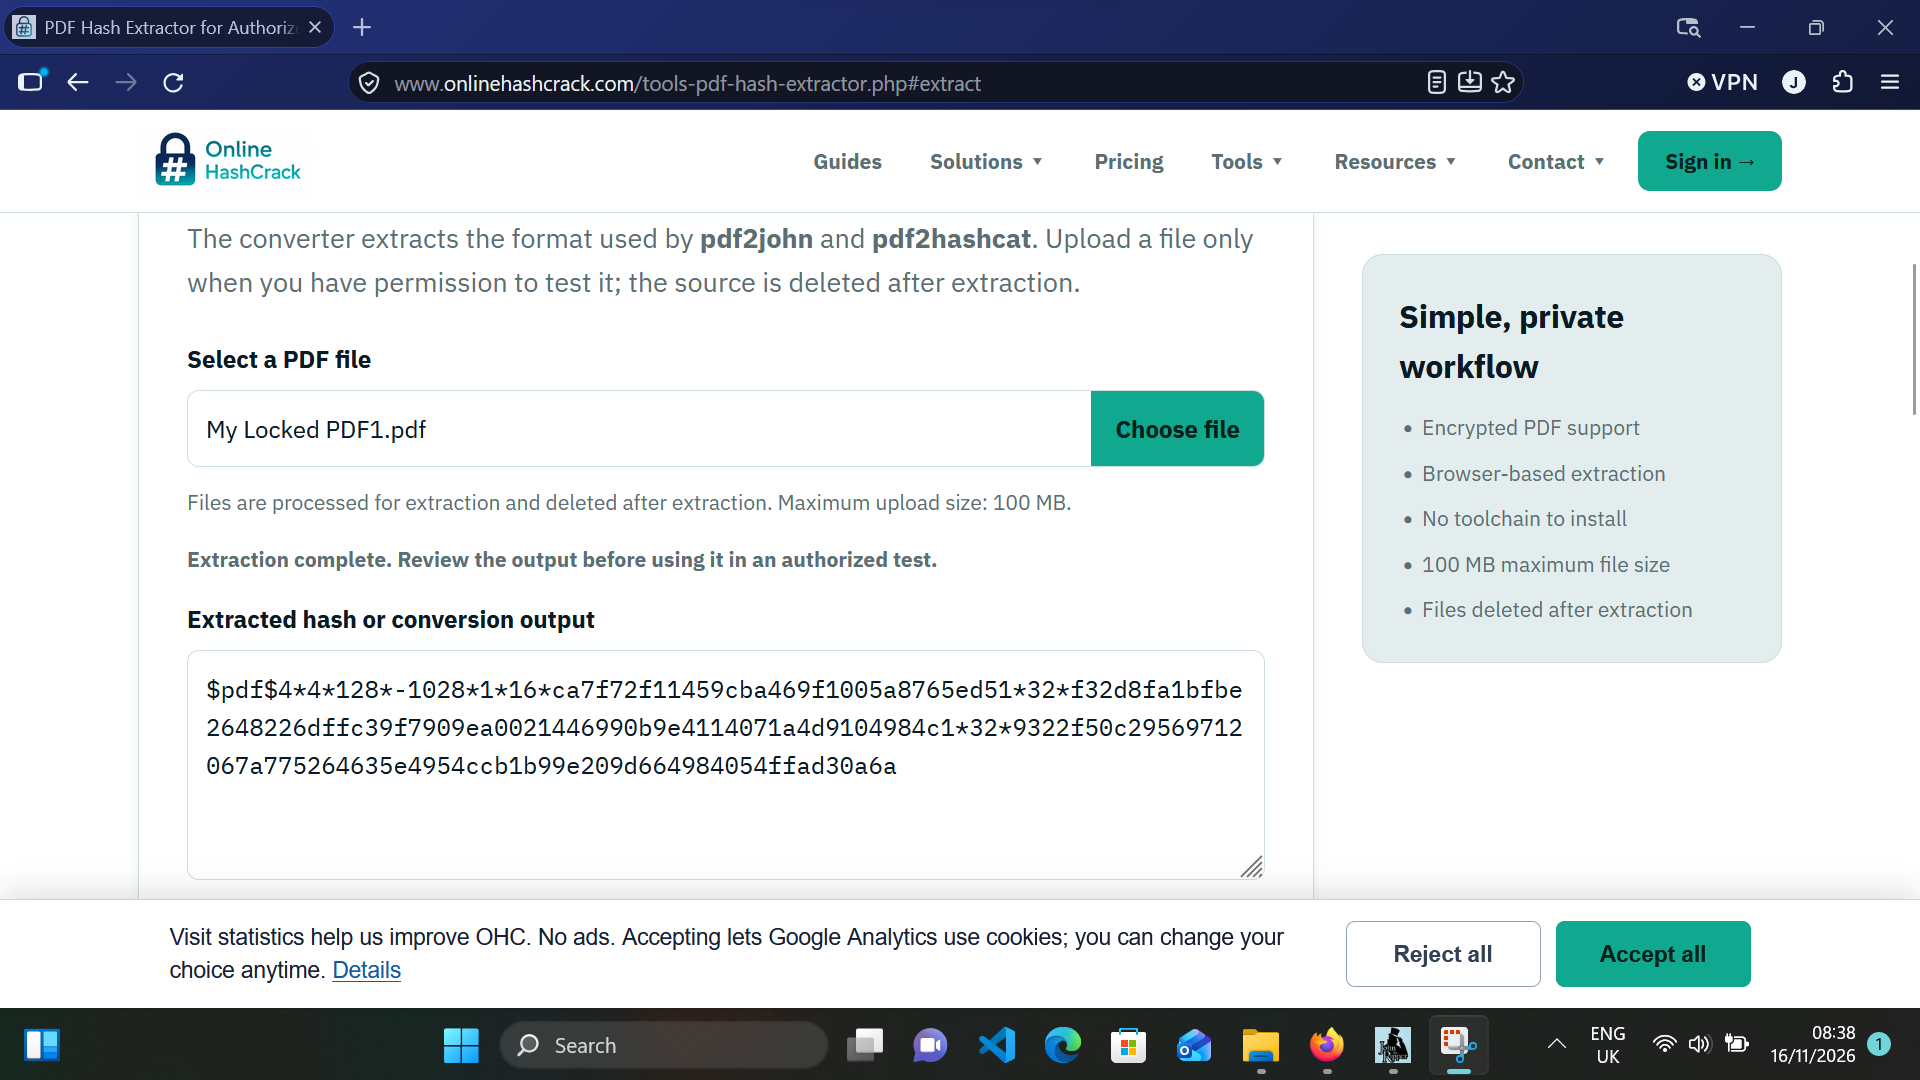 PDF Hash Extractor for Authoriz
www.onlinehashcrack.com/tools-pdf-hash-extractor.php#extract
VPN
J
Online
HashCrack
#
Guides
Solutions
Pricing
Tools
Resources
Contact
Sign in →
The converter extracts the format used by pdf2john and pdf2hashcat. Upload a file only
when you have permission to test it; the source is deleted after extraction.
Select a PDF file
My Locked PDF1.pdf
Choose file
Files are processed for extraction and deleted after extraction. Maximum upload size: 100 MB.
Extraction complete. Review the output before using it in an authorized test.
Extracted hash or conversion output
$pdf$4*4*128*-1028*1*16*ca7f72f11459cba469f1005a8765ed51*32*f32d8fa1bfbe
2648226dffc39f7909ea0021446990b9e4114071a4d9104984c1*32*9322f50c29569712
067a775264635e4954ccb1b99e209d664984054ffad30a6a
Simple, private
workflow
• Encrypted PDF support
• Browser-based extraction
• No toolchain to install
• 100 MB maximum file size
• Files deleted after extraction
Visit statistics help us improve OHC. No ads. Accepting lets Google Analytics use cookies; you can change your
choice anytime. Details
Reject all
Accept all
Search
ENG
UK
08:38
16/11/2026
1